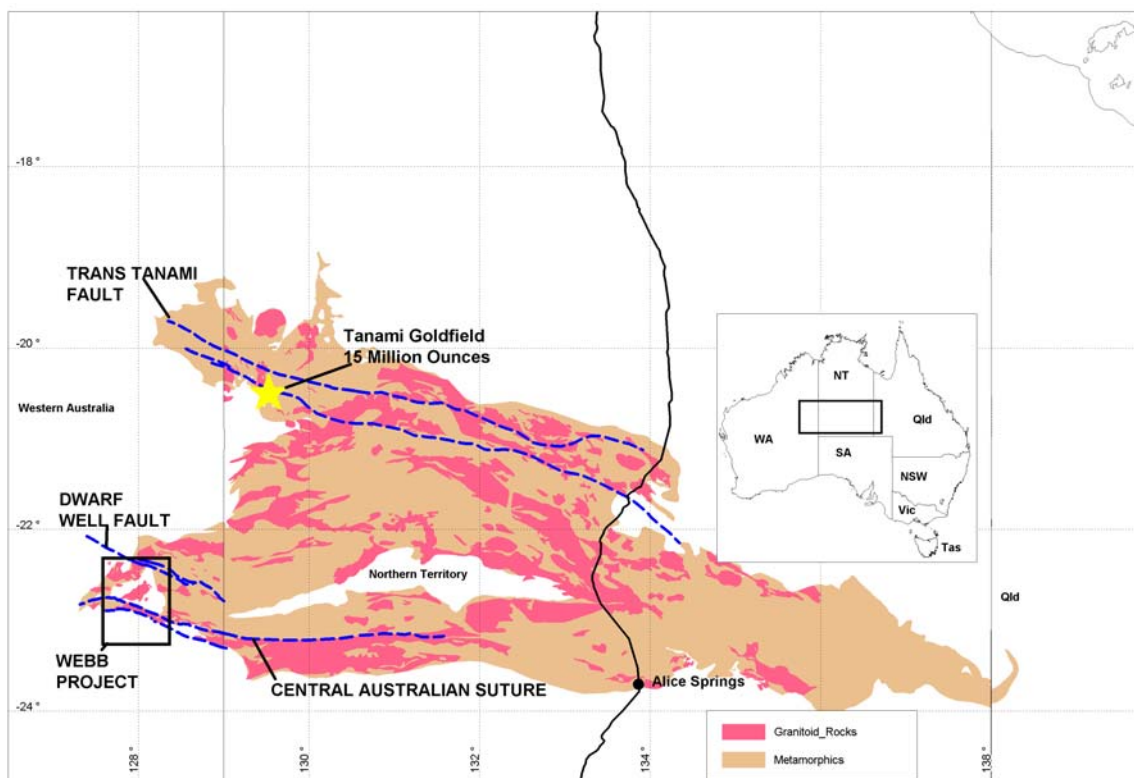 -18 °
TRANS TANAMI
FAULT
Tanami Goldfield
15 Million Ounces
-20 °
Western Australia
NT
Qld
WA
SA
NSW
Vic
Tas
DWARF
WELL FAULT
-22 °
Northern Territory
Qld
WEBB
PROJECT
CENTRAL AUSTRALIAN SUTURE
Alice Springs
-24 °
Granitoid_Rocks
Metamorphics
128 °
130 °
132 °
134 °
138 °